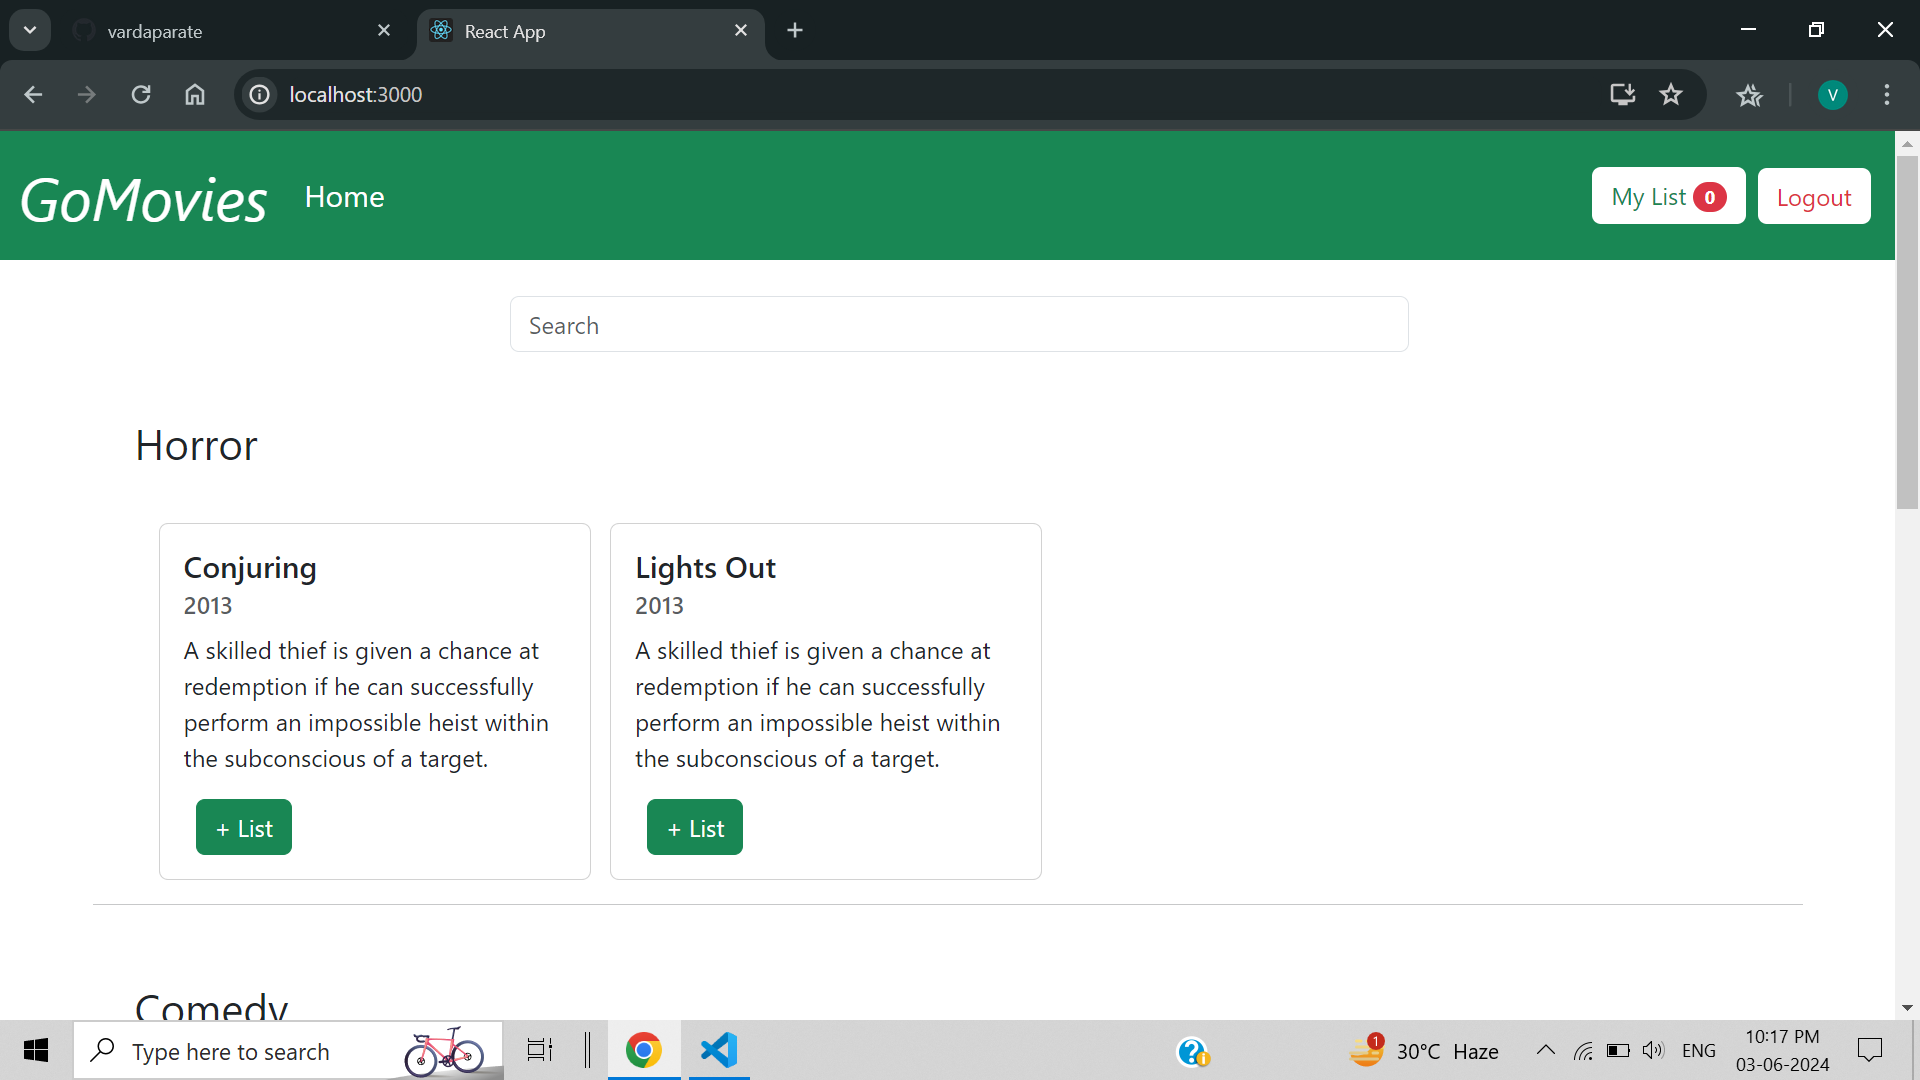 vardaparate
React App
localhost:3000
V
GoMovies
Home
My List 0
Logout
Search
Horror
Conjuring
2013
A skilled thief is given a chance at
redemption if he can successfully
perform an impossible heist within
the subconscious of a target.
+ List
Lights Out
2013
A skilled thief is given a chance at
redemption if he can successfully
perform an impossible heist within
the subconscious of a target.
+ List
Comedy
Type here to search
1
30°C Haze
ENG
10:17 PM
03-06-2024